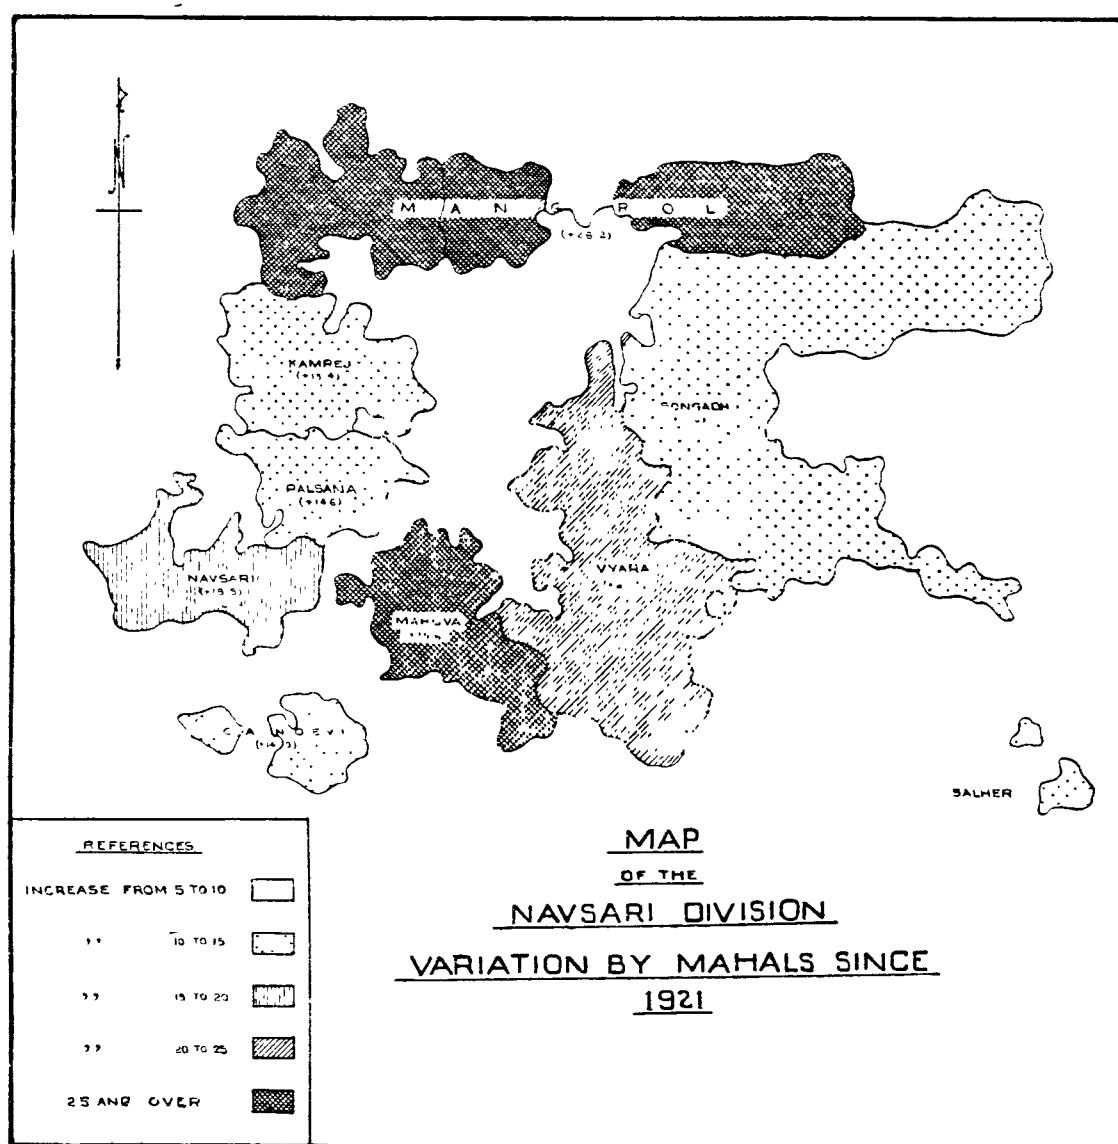 N
MANGROL
(+28.2)
KAMREJ
(+13.4)
SONGADH
PALSANA
(+14.6)
NAVSARI
(+19.5)
VYARA
MAHUVA
SALHER
REFERENCES
INCREASE FROM 5 TO 10
,, 10 TO 15
,, 15 TO 20
,, 20 TO 25
25 AND OVER
MAP
OF THE
NAVSARI DIVISION
VARIATION BY MAHALS SINCE
1921